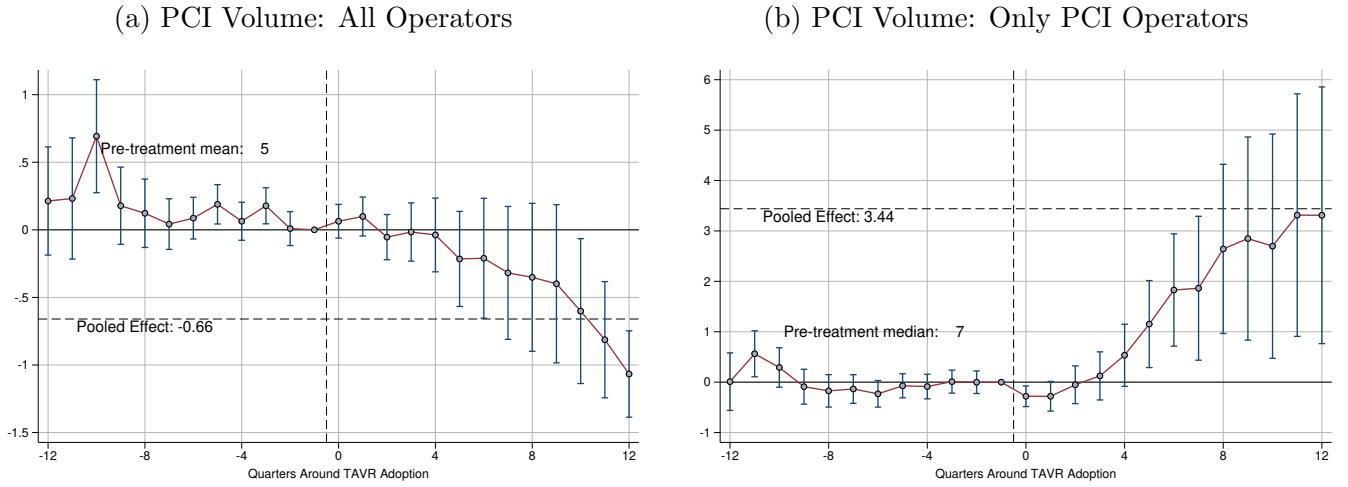 (a) PCI Volume: All Operators
1
.5
0
-.5
-1
-1.5
Pre-treatment mean: 5
Pooled Effect: -0.66
-12 -8 -4 0 4 8 12
Quarters Around TAVR Adoption
(b) PCI Volume: Only PCI Operators
6
5
4
3
2
1
0
-1
Pooled Effect: 3.44
Pre-treatment median: 7
-12 -8 -4 0 4 8 12
Quarters Around TAVR Adoption